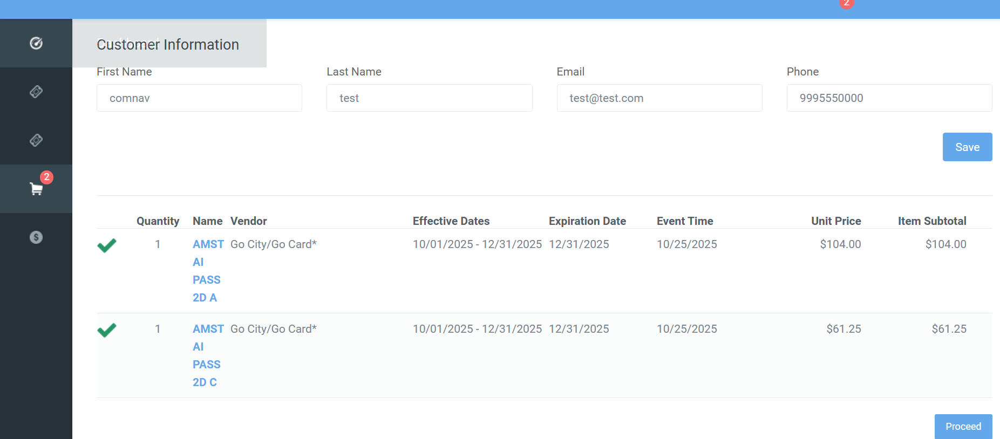 2
Customer Information
First Name Last Name Email Phone
comnav test test@test.com 9995550000
Save
2
Quantity Name Vendor Effective Dates Expiration Date Event Time Unit Price Item Subtotal
1 AMST Go City/Go Card* 10/01/2025 - 12/31/2025 12/31/2025 10/25/2025 $104.00 $104.00
AI
PASS
2D A
1 AMST Go City/Go Card* 10/01/2025 - 12/31/2025 12/31/2025 10/25/2025 $61.25 $61.25
AI
PASS
2D C
Proceed